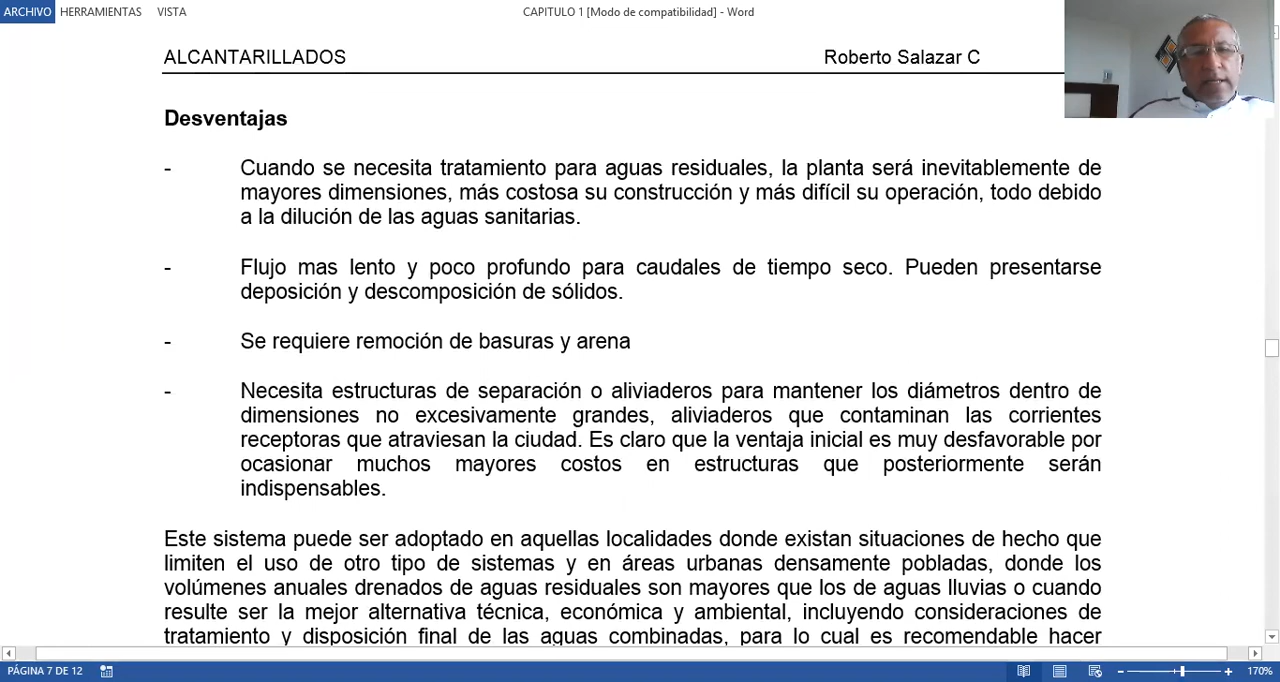 ARCHIVO HERRAMIENTAS VISTA CAPITULO 1 [Modo de compatibilidad] - Word
ALCANTARILLADOS Roberto Salazar C
Desventajas
- Cuando se necesita tratamiento para aguas residuales, la planta será inevitablemente de
mayores dimensiones, más costosa su construcción y más difícil su operación, todo debido
a la dilución de las aguas sanitarias.
- Flujo mas lento y poco profundo para caudales de tiempo seco. Pueden presentarse
deposición y descomposición de sólidos.
- Se requiere remoción de basuras y arena
- Necesita estructuras de separación o aliviaderos para mantener los diámetros dentro de
dimensiones no excesivamente grandes, aliviaderos que contaminan las corrientes
receptoras que atraviesan la ciudad. Es claro que la ventaja inicial es muy desfavorable por
ocasionar muchos mayores costos en estructuras que posteriormente serán
indispensables.
Este sistema puede ser adoptado en aquellas localidades donde existan situaciones de hecho que
limiten el uso de otro tipo de sistemas y en áreas urbanas densamente pobladas, donde los
volúmenes anuales drenados de aguas residuales son mayores que los de aguas lluvias o cuando
resulte ser la mejor alternativa técnica, económica y ambiental, incluyendo consideraciones de
tratamiento y disposición final de las aguas combinadas, para lo cual es recomendable hacer
PÁGINA 7 DE 12 170%